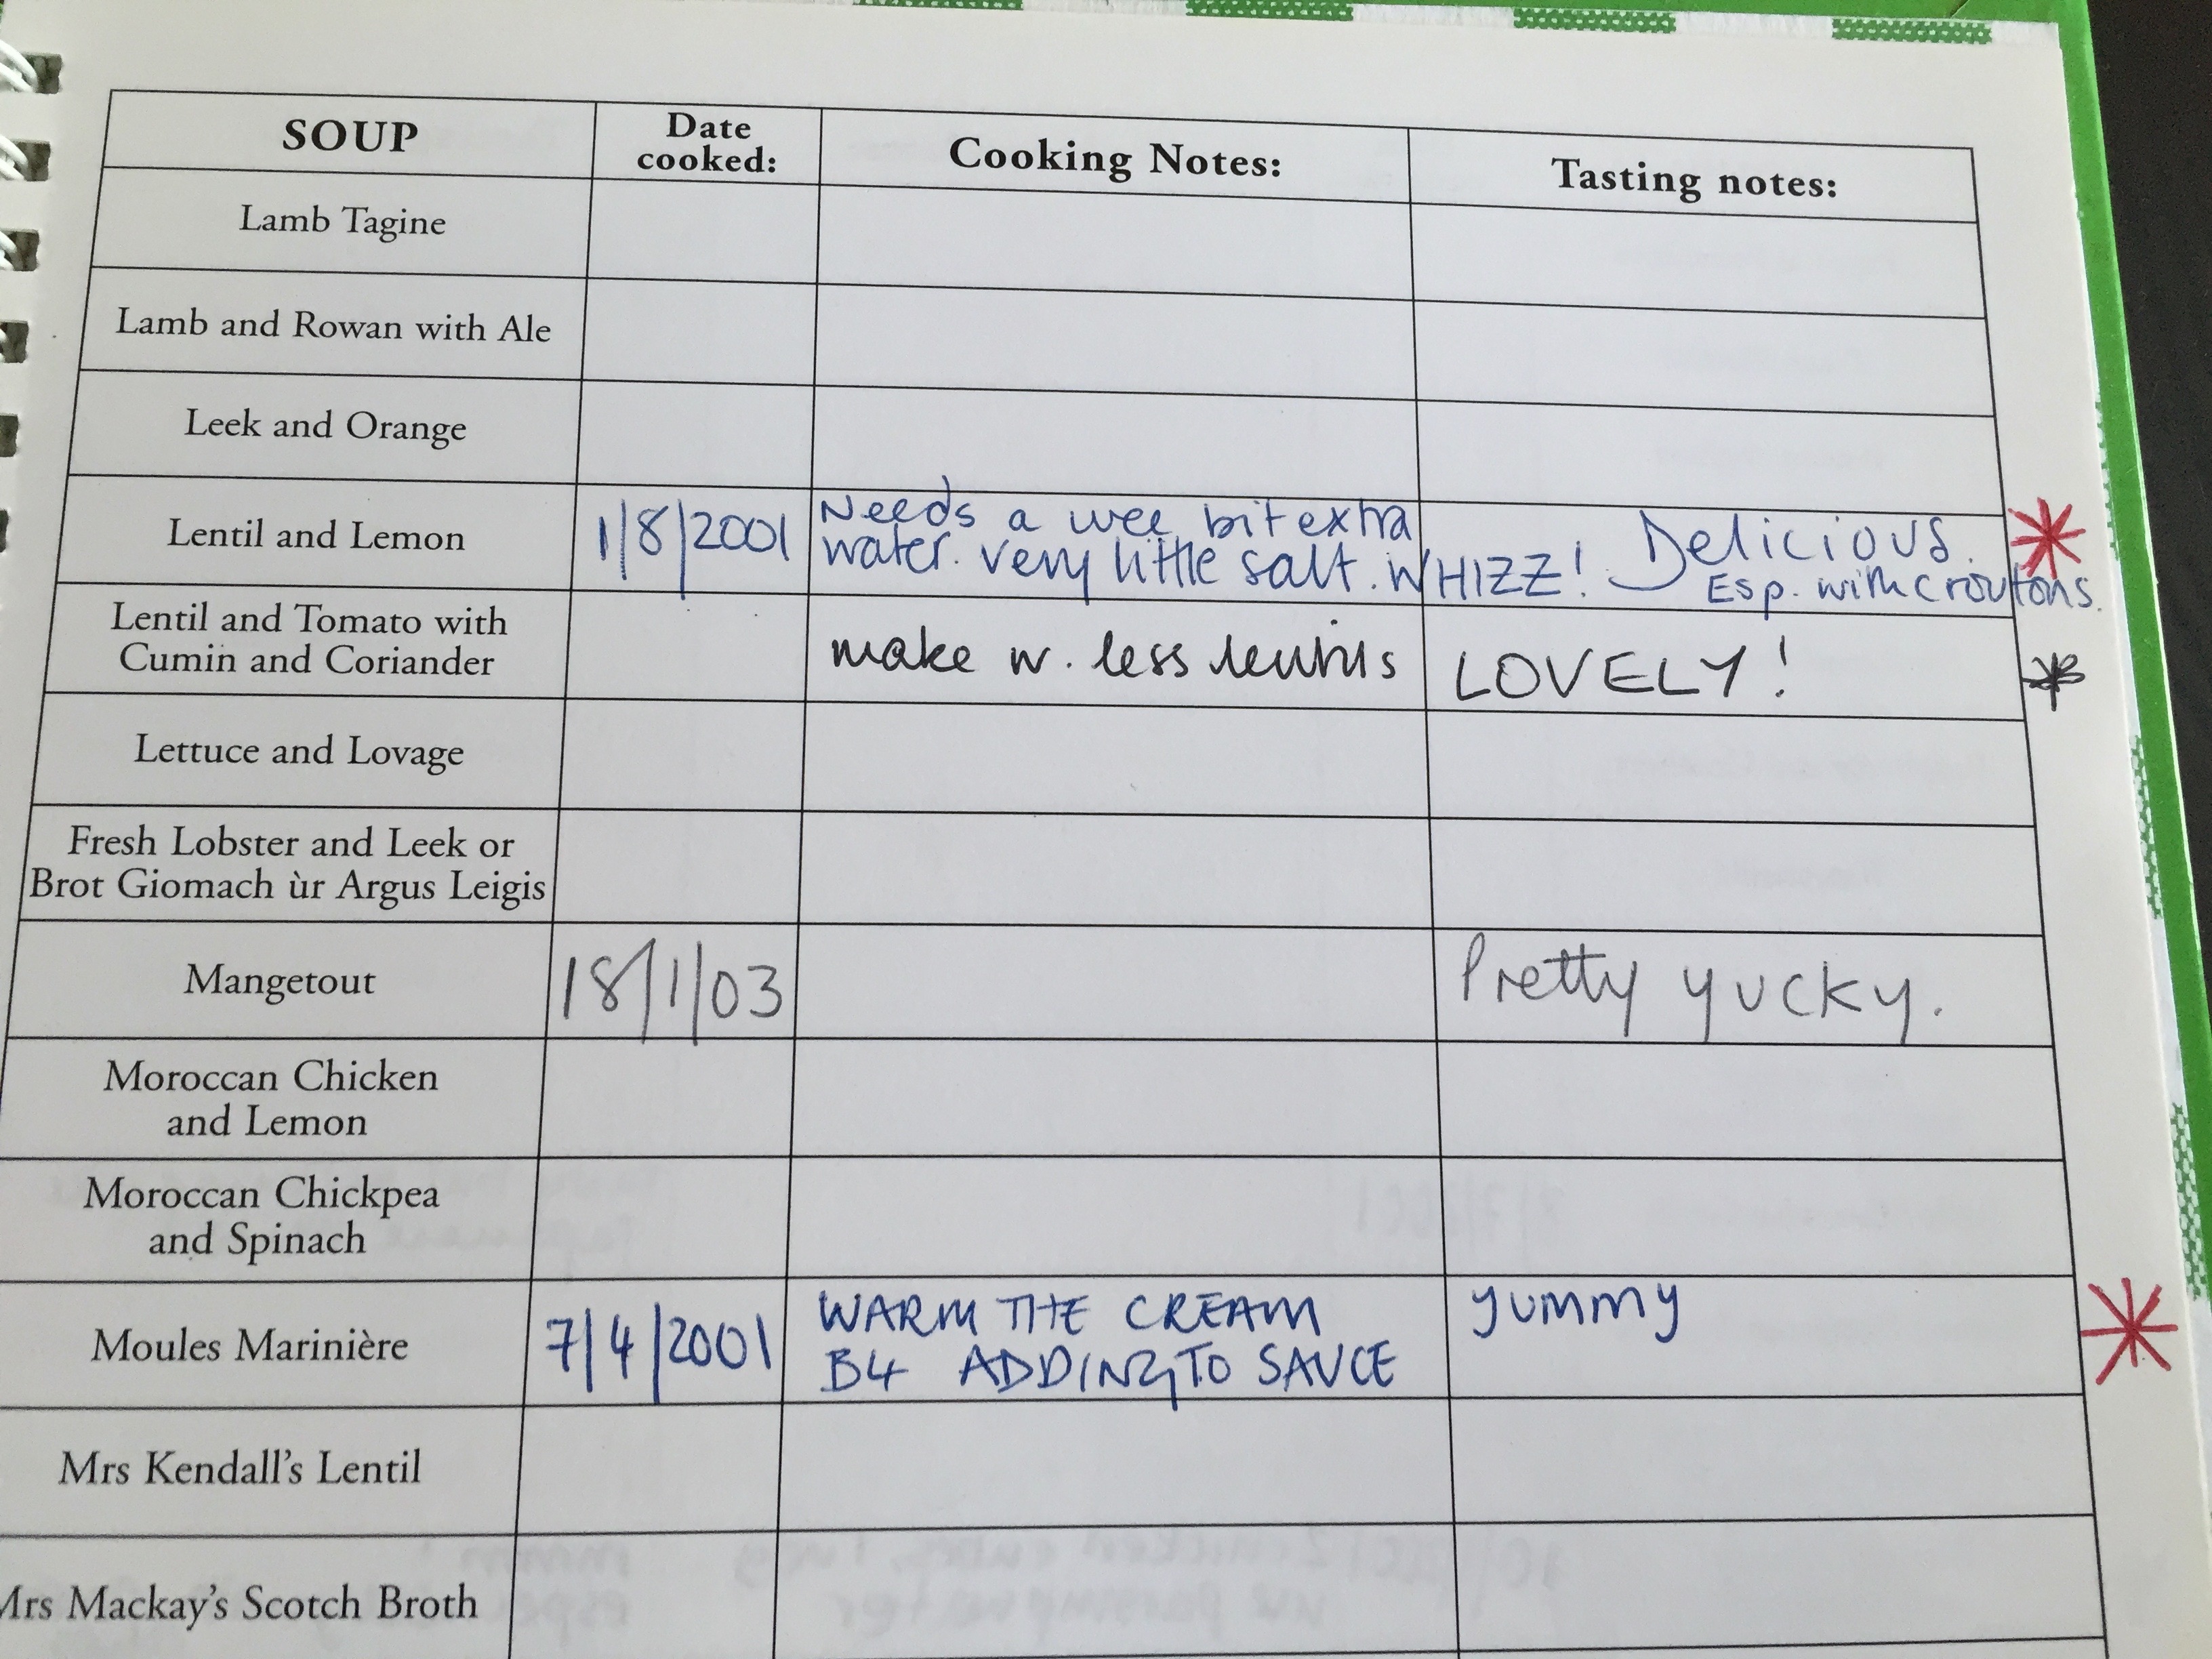 SOUP
Date
cooked:
Cooking Notes:
Tasting notes:
Lamb Tagine
Lamb and Rowan with Ale
Leek and Orange
Lentil and Lemon
1/8/2001
Needs a wee bit extra
water. very little salt. WHIZZ!
Delicious.
Esp. with croutons.
Lentil and Tomato with
Cumin and Coriander
make w. less lentils
LOVELY!
Lettuce and Lovage
Fresh Lobster and Leek or
Brot Giomach ùr Argus Leigis
Mangetout
18/1/03
Pretty yucky.
Moroccan Chicken
and Lemon
Moroccan Chickpea
and Spinach
Moules Marinière
7/4/2001
WARM THE CREAM
B4 ADDING TO SAUCE
yummy
Mrs Kendall's Lentil
Mrs Mackay's Scotch Broth